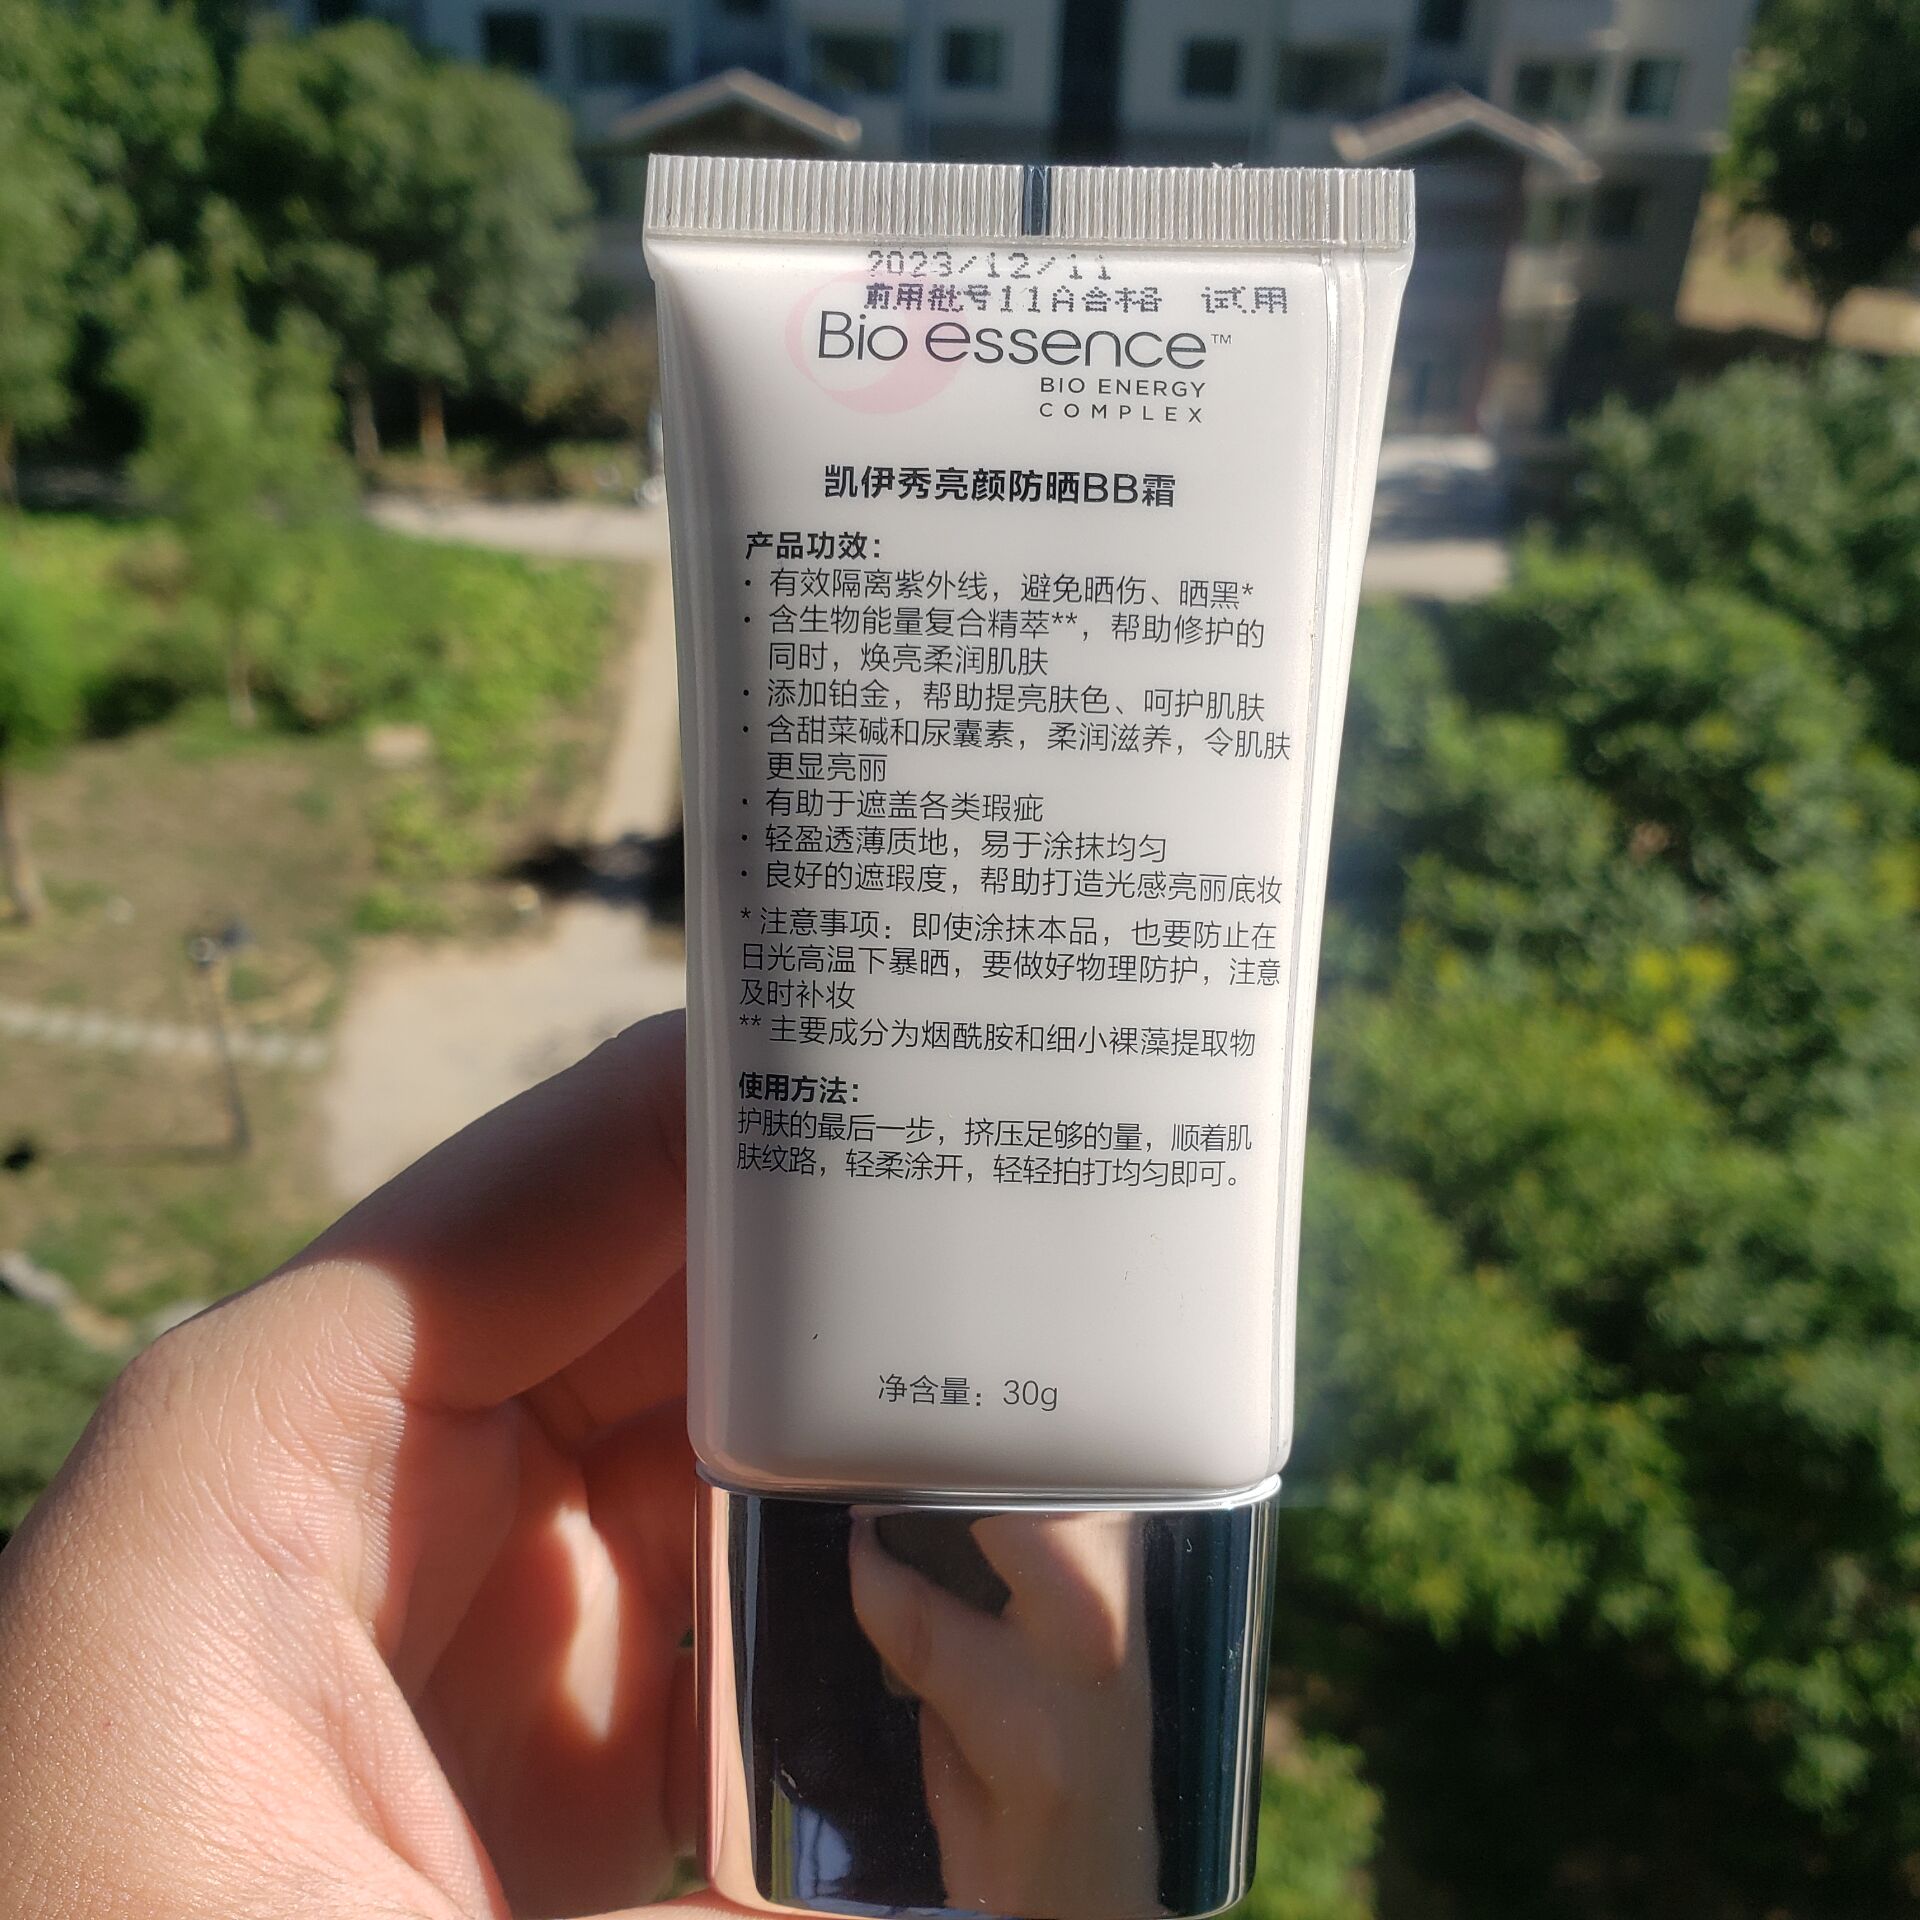 2023/12/11
前用批号11A合格 试用
Bio essence™
BIO ENERGY
COMPLEX
凯伊秀亮颜防晒BB霜
产品功效：
· 有效隔离紫外线，避免晒伤、晒黑*
· 含生物能量复合精萃**，帮助修护的
同时，焕亮柔润肌肤
· 添加铂金，帮助提亮肤色、呵护肌肤
· 含甜菜碱和尿囊素，柔润滋养，令肌肤
更显亮丽
· 有助于遮盖各类瑕疵
· 轻盈透薄质地，易于涂抹均匀
· 良好的遮瑕度，帮助打造光感亮丽底妆
* 注意事项：即使涂抹本品，也要防止在
日光高温下暴晒，要做好物理防护，注意
及时补妆
** 主要成分为烟酰胺和细小裸藻提取物
使用方法：
护肤的最后一步，挤压足够的量，顺着肌
肤纹路，轻柔涂开，轻轻拍打均匀即可。
净含量：30g